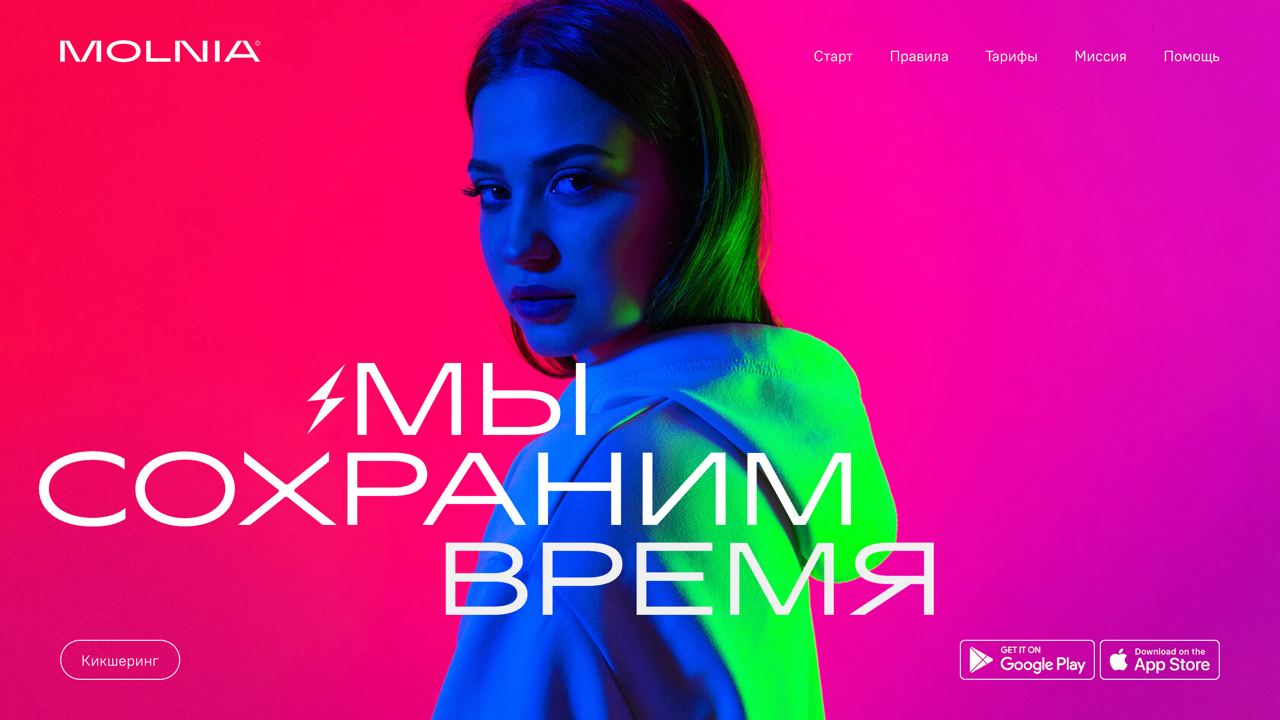 MOLNIA©
Старт Правила Тарифы Миссия Помощь
МЫ
СОХРАНИМ
ВРЕМЯ
Кикшеринг
GET IT ON
Google Play
Download on the
App Store